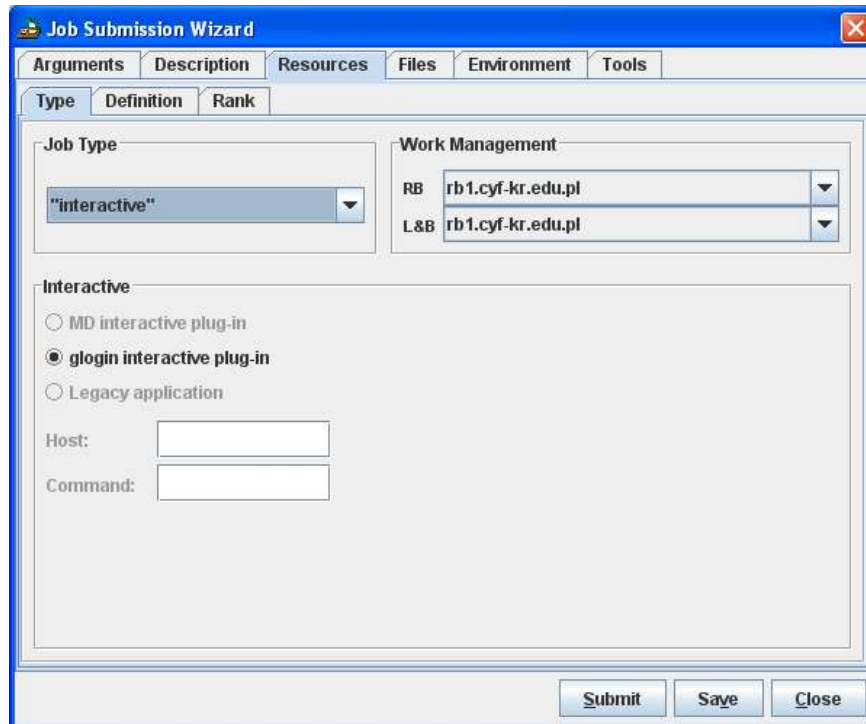 Job Submission Wizard
Arguments Description Resources Files Environment Tools
Type Definition Rank
Job Type
"interactive"
Work Management
RB rb1.cyf-kr.edu.pl
L&B rb1.cyf-kr.edu.pl
Interactive
MD interactive plug-in
glogin interactive plug-in
Legacy application
Host:
Command:
Submit Save Close